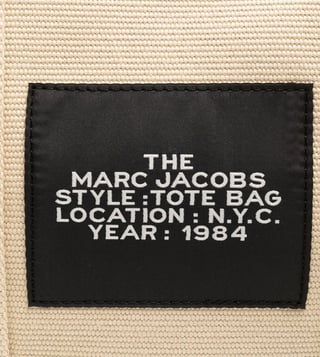 THE
MARC JACOBS
STYLE : TOTE BAG
LOCATION : N.Y.C.
YEAR : 1984